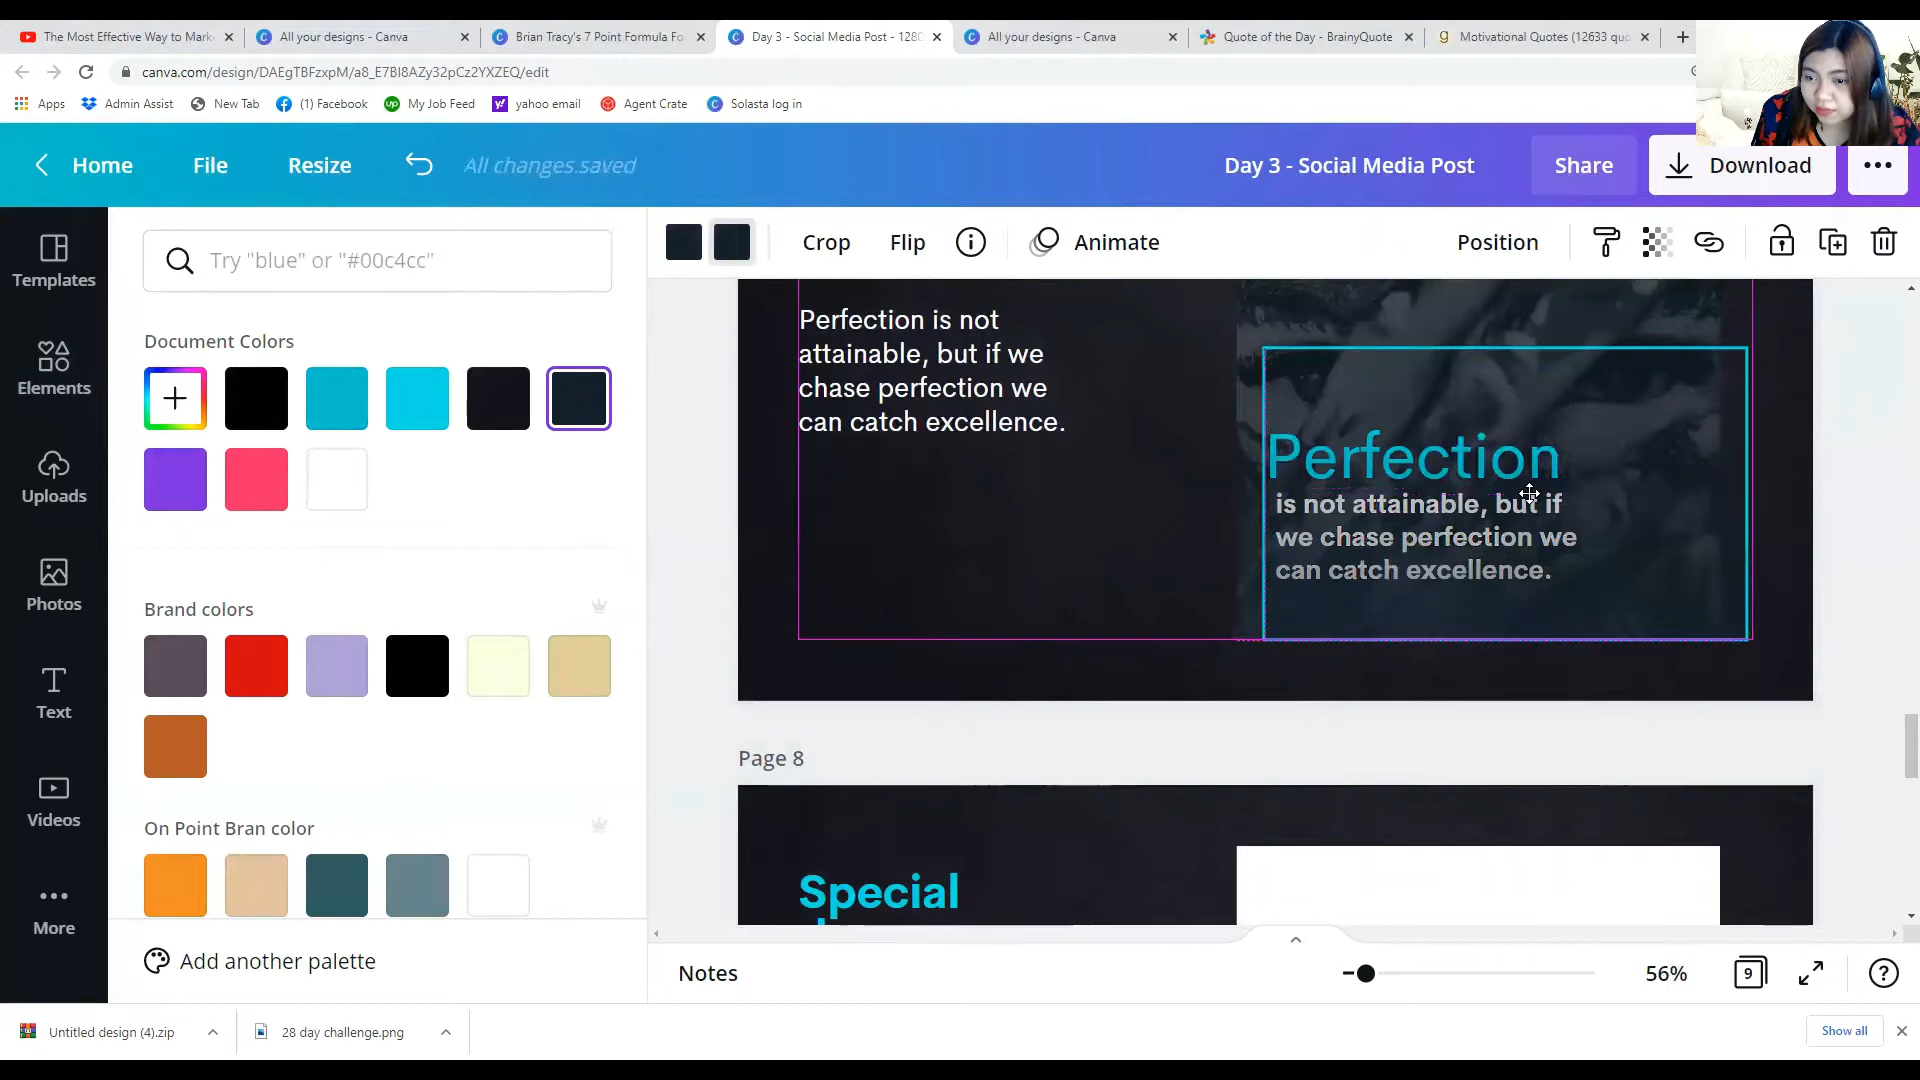 The Most Effective Way to Mark
All your designs - Canva
Brian Tracy's 7 Point Formula Fo
Day 3 - Social Media Post - 1280
All your designs - Canva
Quote of the Day - BrainyQuote
Motivational Quotes (12633 quo
canva.com/design/DAEgTBFzxpM/a8_E7BI8AZy32pCz2YXZEQ/edit
Apps
Admin Assist
New Tab
(1) Facebook
My Job Feed
yahoo email
Agent Crate
Solasta log in
Home
File
Resize
All changes saved
Day 3 - Social Media Post
Share
Download
Templates
Elements
Uploads
Photos
Text
Videos
More
Try "blue" or "#00c4cc"
Document Colors
Brand colors
On Point Bran color
Add another palette
Crop
Flip
Animate
Position
Perfection is not
attainable, but if we
chase perfection we
can catch excellence.
Perfection
is not attainable, but if
we chase perfection we
can catch excellence.
Page 8
Special
Notes
56%
9
Untitled design (4).zip
28 day challenge.png
Show all